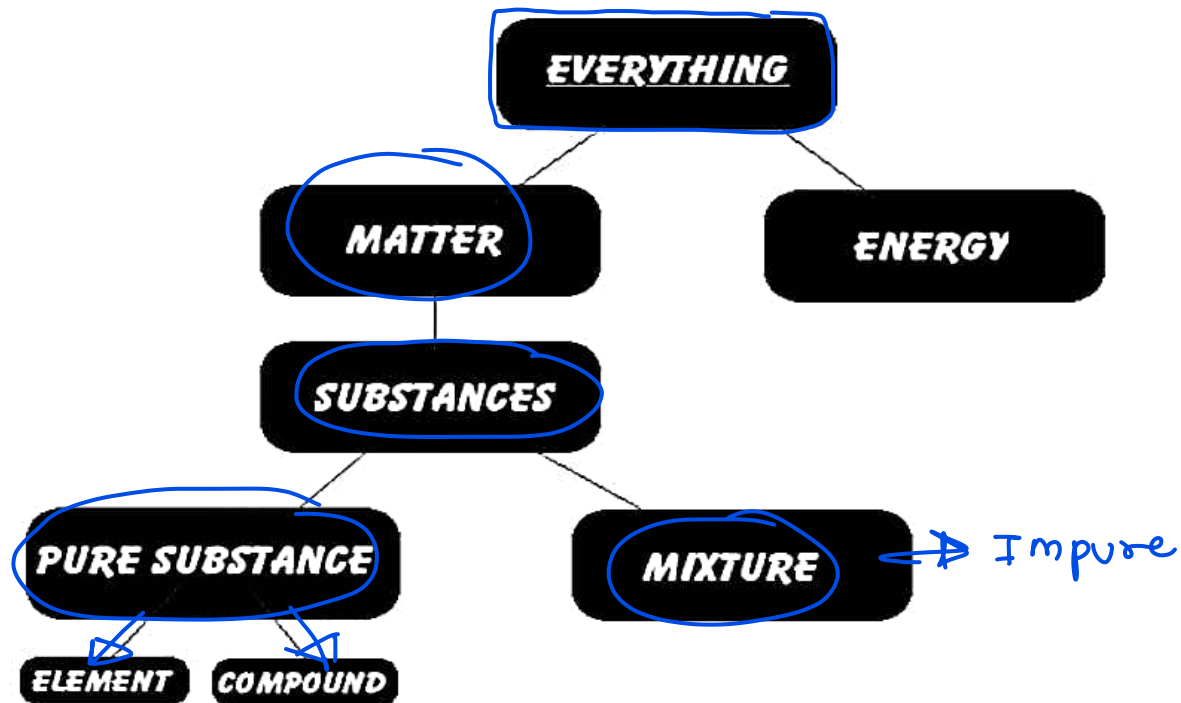 EVERYTHING
MATTER
ENERGY
SUBSTANCES
PURE SUBSTANCE
MIXTURE
Impure
ELEMENT
COMPOUND